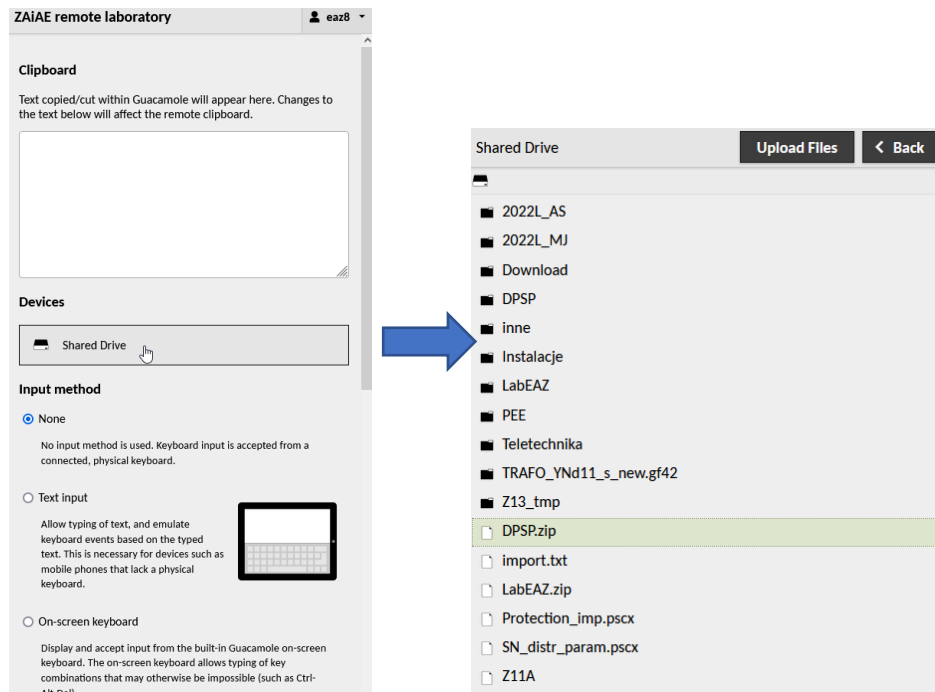 ZAiAE remote laboratory
eaz8
Clipboard
Text copied/cut within Guacamole will appear here. Changes to
the text below will affect the remote clipboard.
Devices
Shared Drive
Input method
None
No input method is used. Keyboard input is accepted from a
connected, physical keyboard.
Text input
Allow typing of text, and emulate
keyboard events based on the typed
text. This is necessary for devices such as
mobile phones that lack a physical
keyboard.
On-screen keyboard
Display and accept input from the built-in Guacamole on-screen
keyboard. The on-screen keyboard allows typing of key
combinations that may otherwise be impossible (such as Ctrl-
Alt-Del).
Shared Drive
Upload FIles
Back
2022L_AS
2022L_MJ
Download
DPSP
inne
Instalacje
LabEAZ
PEE
Teletechnika
TRAFO_YNd11_s_new.gf42
Z13_tmp
DPSP.zip
import.txt
LabEAZ.zip
Protection_imp.pscx
SN_distr_param.pscx
Z11A